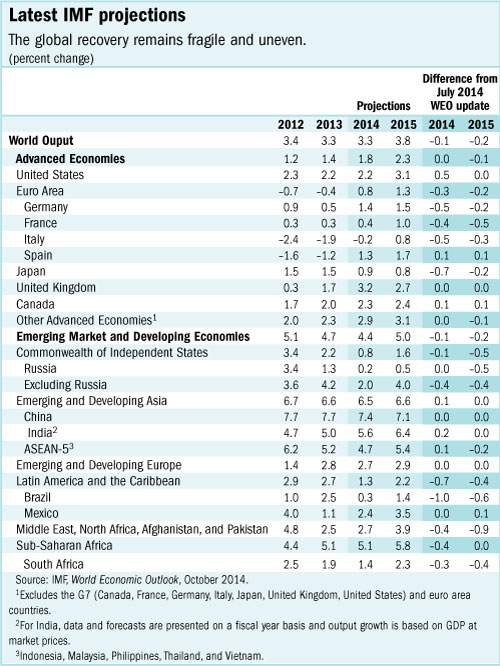 Latest IMF projections
The global recovery remains fragile and uneven.
(percent change)
Difference from
July 2014
Projections WEO update
2012 2013 2014 2015 2014 2015
World Ouput 3.4 3.3 3.3 3.8 –0.1 –0.2
Advanced Economies 1.2 1.4 1.8 2.3 0.0 –0.1
United States 2.3 2.2 2.2 3.1 0.5 0.0
Euro Area –0.7 –0.4 0.8 1.3 –0.3 –0.2
Germany 0.9 0.5 1.4 1.5 –0.5 –0.2
France 0.3 0.3 0.4 1.0 –0.4 –0.5
Italy –2.4 –1.9 –0.2 0.8 –0.5 –0.3
Spain –1.6 –1.2 1.3 1.7 0.1 0.1
Japan 1.5 1.5 0.9 0.8 –0.7 –0.2
United Kingdom 0.3 1.7 3.2 2.7 0.0 0.0
Canada 1.7 2.0 2.3 2.4 0.1 0.1
Other Advanced Economies1 2.0 2.3 2.9 3.1 0.0 –0.1
Emerging Market and Developing Economies 5.1 4.7 4.4 5.0 –0.1 –0.2
Commonwealth of Independent States 3.4 2.2 0.8 1.6 –0.1 –0.5
Russia 3.4 1.3 0.2 0.5 0.0 –0.5
Excluding Russia 3.6 4.2 2.0 4.0 –0.4 –0.4
Emerging and Developing Asia 6.7 6.6 6.5 6.6 0.1 0.0
China 7.7 7.7 7.4 7.1 0.0 0.0
India2 4.7 5.0 5.6 6.4 0.2 0.0
ASEAN-53 6.2 5.2 4.7 5.4 0.1 –0.2
Emerging and Developing Europe 1.4 2.8 2.7 2.9 0.0 0.0
Latin America and the Caribbean 2.9 2.7 1.3 2.2 –0.7 –0.4
Brazil 1.0 2.5 0.3 1.4 –1.0 –0.6
Mexico 4.0 1.1 2.4 3.5 0.0 0.1
Middle East, North Africa, Afghanistan, and Pakistan 4.8 2.5 2.7 3.9 –0.4 –0.9
Sub-Saharan Africa 4.4 5.1 5.1 5.8 –0.4 0.0
South Africa 2.5 1.9 1.4 2.3 –0.3 –0.4
Source: IMF, World Economic Outlook, October 2014.
1Excludes the G7 (Canada, France, Germany, Italy, Japan, United Kingdom, United States) and euro area
countries.
2For India, data and forecasts are presented on a fiscal year basis and output growth is based on GDP at
market prices.
3Indonesia, Malaysia, Philippines, Thailand, and Vietnam.